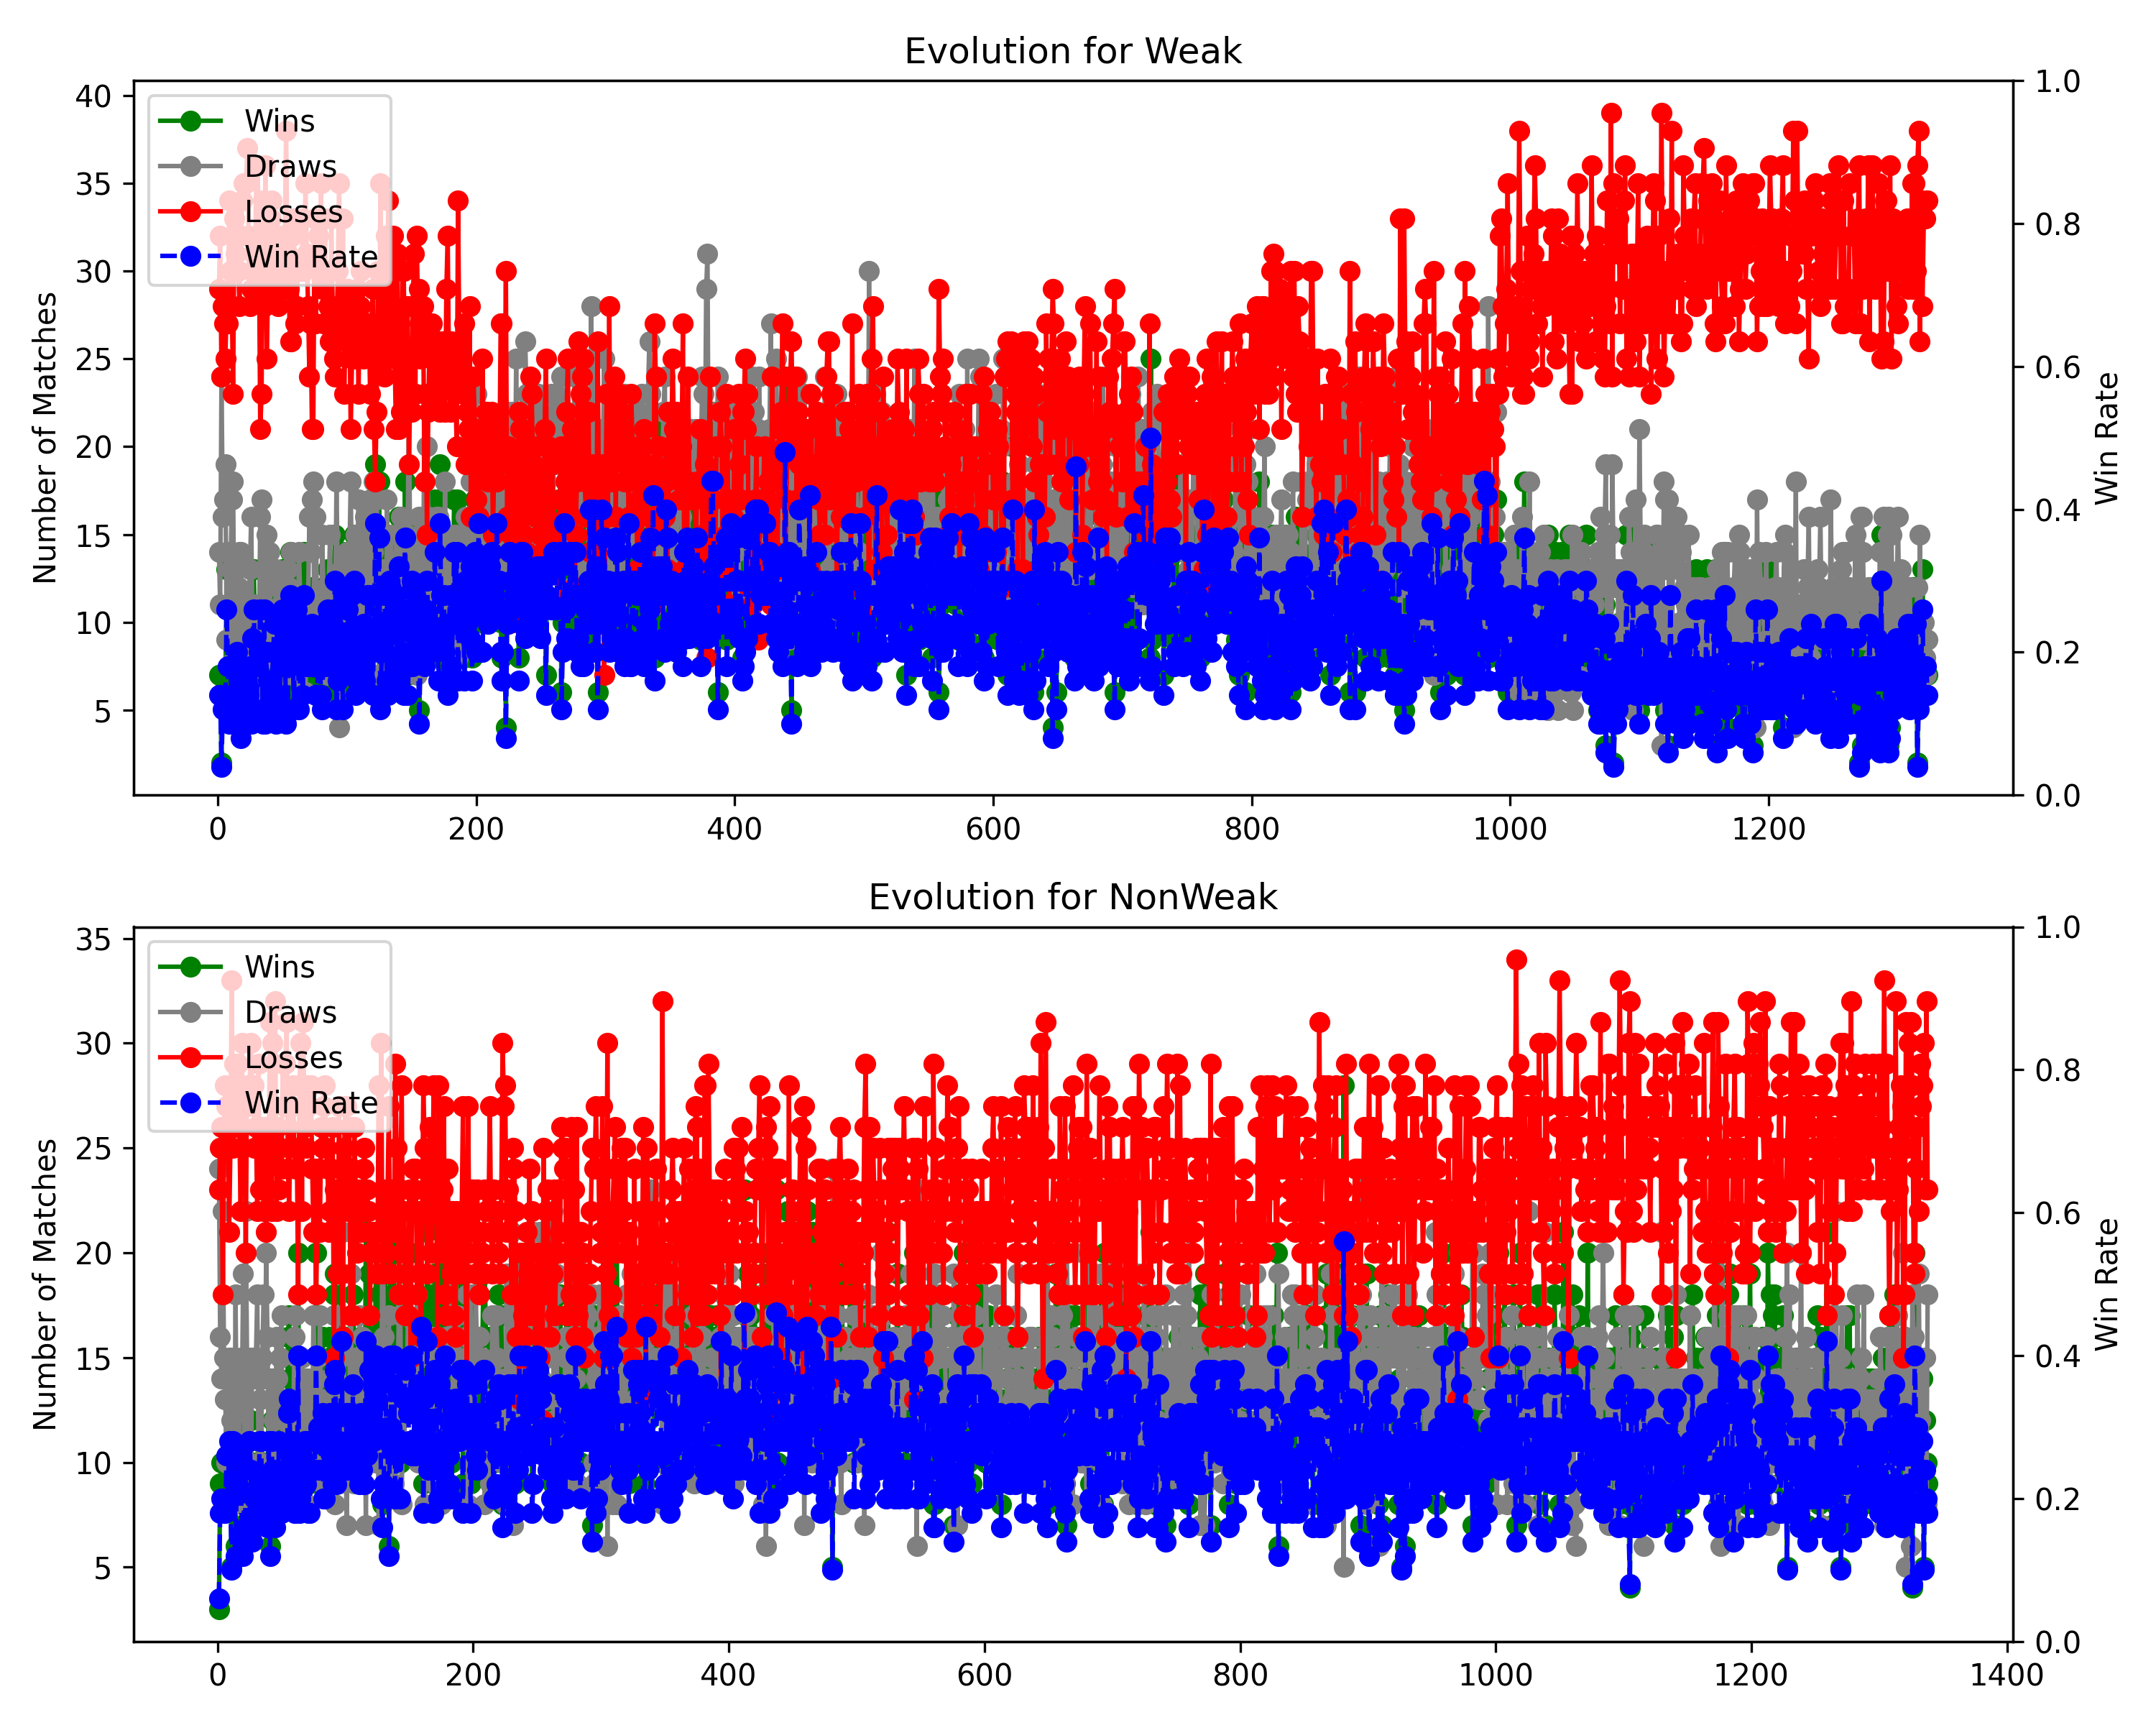 Evolution for Weak
Number of Matches
40
35
30
25
20
15
10
5
Wins
Draws
Losses
Win Rate
1.0
0.8
0.6
0.4
0.2
0.0
Win Rate
0 200 400 600 800 1000 1200
Evolution for NonWeak
Number of Matches
35
30
25
20
15
10
5
Wins
Draws
Losses
Win Rate
1.0
0.8
0.6
0.4
0.2
0.0
Win Rate
0 200 400 600 800 1000 1200 1400